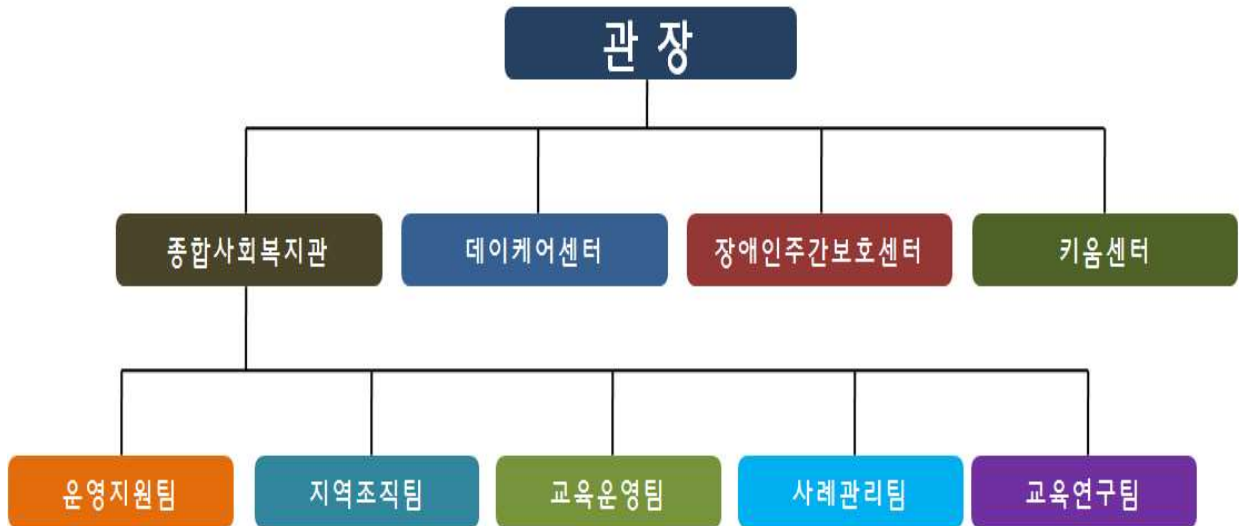 관 장
종합사회복지관
데이케어센터
장애인주간보호센터
키움센터
운영지원팀
지역조직팀
교육운영팀
사례관리팀
교육연구팀